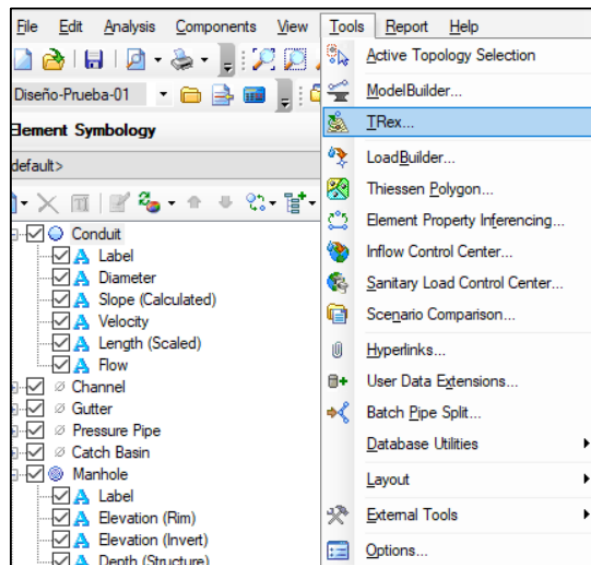 File Edit Analysis Components View Tools Report Help
Diseño-Prueba-01
Element Symbology
default>
Conduit
Label
Diameter
Slope (Calculated)
Velocity
Length (Scaled)
Flow
Channel
Gutter
Pressure Pipe
Catch Basin
Manhole
Label
Elevation (Rim)
Elevation (Invert)
Depth (Structure)
Active Topology Selection
ModelBuilder...
TRex...
LoadBuilder...
Thiessen Polygon...
Element Property Inferencing...
Inflow Control Center...
Sanitary Load Control Center...
Scenario Comparison...
Hyperlinks...
User Data Extensions...
Batch Pipe Split...
Database Utilities
Layout
External Tools
Options...